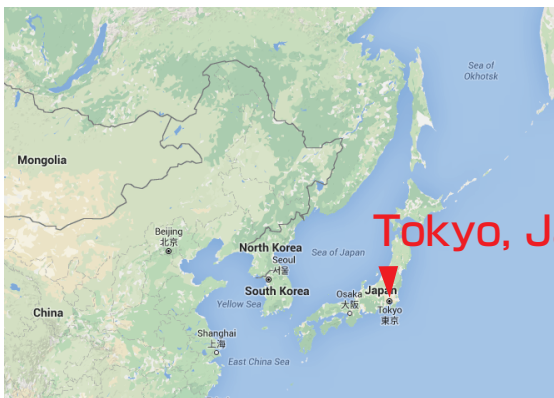 Sea of
Okhotsk
Mongolia
Tokyo, J
Beijing
北京
North Korea
Sea of Japan
Seoul
서울
South Korea
Japan
Osaka
大阪
Tokyo
東京
Yellow Sea
China
Shanghai
上海
East China Sea